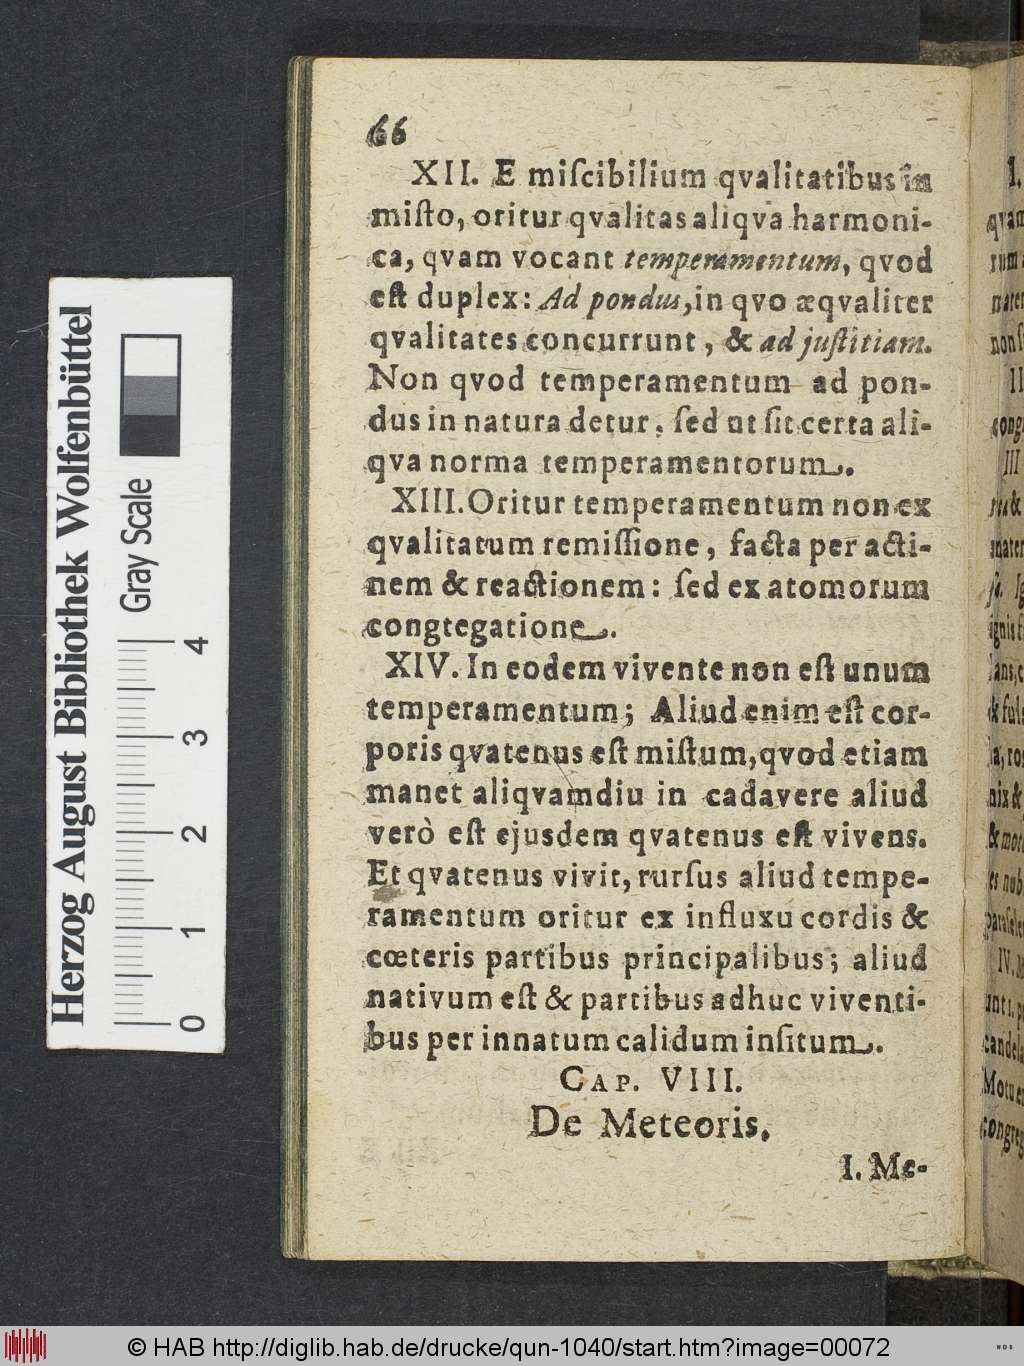 66
XII. E miſcibilium qvalitatibus in
miſto, oritur qvalitas aliqva harmoni-
ca, qvam vocant temperamentum, qvod
eſt duplex: Ad pondus, in qvo æqvaliter
qvalitates concurrunt, & ad juſtitiam.
Non qvod temperamentum ad pon-
dus in natura detur, ſed ut ſit certa ali-
qva norma temperamentorum.
XIII. Oritur temperamentum non ex
qvalitatum remiſſione, facta per acti-
nem & reactionem: ſed ex atomorum
congtegatione.
XIV. In eodem vivente non eſt unum
temperamentum; Aliud enim eſt cor-
poris qvatenus eſt miſtum, qvod etiam
manet aliqvamdiu in cadavere aliud
verò eſt ejusdem qvatenus eſt vivens.
Et qvatenus vivit, rurſus aliud tempe-
ramentum oritur ex influxu cordis &
cœteris partibus principalibus; aliud
nativum eſt & partibus adhuc viventi-
bus per innatum calidum inſitum.
CAP. VIII.
De Meteoris.
I. Me-
Herzog August Bibliothek Wolfenbüttel
Gray Scale
0 1 2 3 4
© HAB http://diglib.hab.de/drucke/qun-1040/start.htm?image=00072